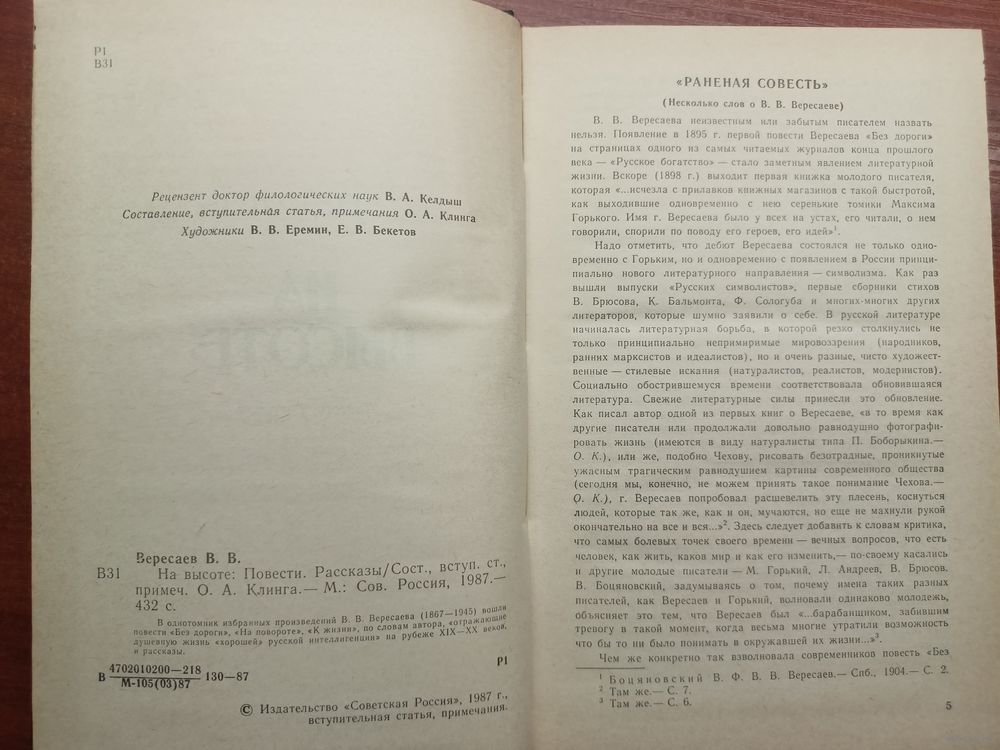 Р1
В31
Рецензент доктор филологических наук В. А. Келдыш
Составление, вступительная статья, примечания О. А. Клинга
Художники В. В. Еремин, Е. В. Бекетов
Вересаев В. В.
В31 На высоте: Повести. Рассказы/Сост., вступ. ст.,
примеч. О. А. Клинга.— М.: Сов. Россия, 1987.—
432 с.
В однотомник избранных произведений В. В. Вересаева (1867—1945) вошли
повести «Без дороги», «На повороте», «К жизни», по словам автора, «отражающие
душевную жизнь «хорошей» русской интеллигенции» на рубеже XIX—XX веков,
и рассказы.
В 4702010200—218 130—87
М-105(03)87
Р1
© Издательство «Советская Россия», 1987 г.,
вступительная статья, примечания.
«РАНЕНАЯ СОВЕСТЬ»
(Несколько слов о В. В. Вересаеве)
В. В. Вересаева неизвестным или забытым писателем назвать
нельзя. Появление в 1895 г. первой повести Вересаева «Без дороги»
на страницах одного из самых читаемых журналов конца прошлого
века — «Русское богатство» — стало заметным явлением литературной
жизни. Вскоре (1898 г.) выходит первая книжка молодого писателя,
которая «...исчезла с прилавков книжных магазинов с такой быстротой,
как выходившие одновременно с нею серенькие томики Максима
Горького. Имя г. Вересаева было у всех на устах, его читали, о нем
говорили, спорили по поводу его героев, его идей»¹.
Надо отметить, что дебют Вересаева состоялся не только одно-
временно с Горьким, но и одновременно с появлением в России принци-
пиально нового литературного направления — символизма. Как раз
вышли выпуски «Русских символистов», первые сборники стихов
В. Брюсова, К. Бальмонта, Ф. Сологуба и многих-многих других
литераторов, которые шумно заявили о себе. В русской литературе
начиналась литературная борьба, в которой резко столкнулись не
только принципиально непримиримые мировоззрения (народников,
ранних марксистов и идеалистов), но и очень разные, чисто художест-
венные — стилевые искания (натуралистов, реалистов, модернистов).
Социально обострившемуся времени соответствовала обновившаяся
литература. Свежие литературные силы принесли это обновление.
Как писал автор одной из первых книг о Вересаеве, «в то время как
другие писатели или продолжали довольно равнодушно фотографи-
ровать жизнь (имеются в виду натуралисты типа П. Боборыкина.—
О. К.), или же, подобно Чехову, рисовать безотрадные, проникнутые
ужасным трагическим равнодушием картины современного общества
(сегодня мы, конечно, не можем принять такое понимание Чехова.—
О. К.), г. Вересаев попробовал расшевелить эту плесень, коснуться
людей, которые так же, как и он, мучаются, но еще не махнули рукой
окончательно на все и вся...»². Здесь следует добавить к словам критика,
что самых болевых точек своего времени — вечных вопросов, что есть
человек, как жить, каков мир и как его изменить,— по-своему касались
и другие молодые писатели — М. Горький, Л. Андреев, В. Брюсов.
В. Боцяновский, задумываясь о том, почему имена таких разных
писателей, как Вересаев и Горький, волновали одинаково молодежь,
объясняет это тем, что Вересаев был «...барабанщиком, забившим
тревогу в такой момент, когда весьма многие утратили возможность
что бы то ни было понимать в окружавшей их жизни...»³.
Чем же конкретно так взволновала современников повесть «Без
¹ Боцяновский В. Ф. В. В. Вересаев.— Спб., 1904.— С. 2.
² Там же.— С. 7.
³ Там же.— С. 6.
5